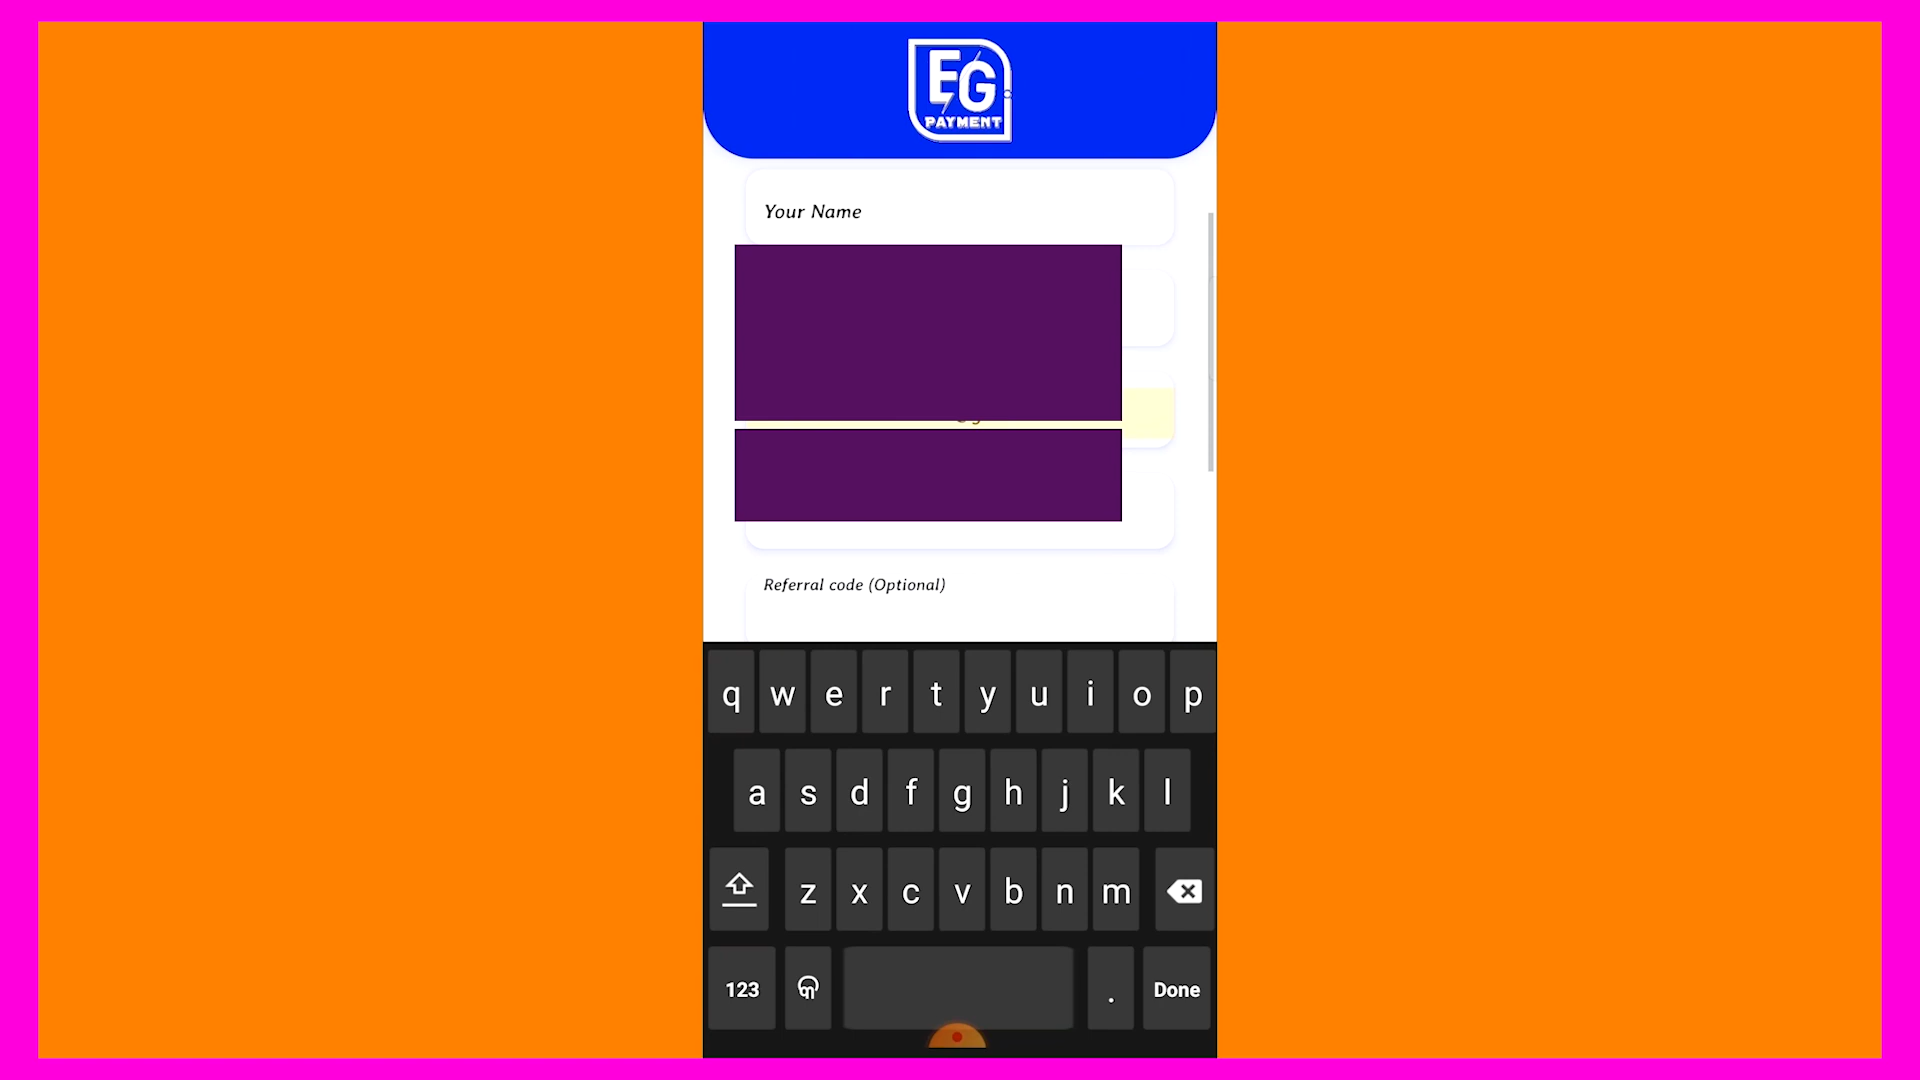 EG
PAYMENT
Your Name
Referral code (Optional)
q w e r t y u i o p
a s d f g h j k l
z x c v b n m
123 କ . Done